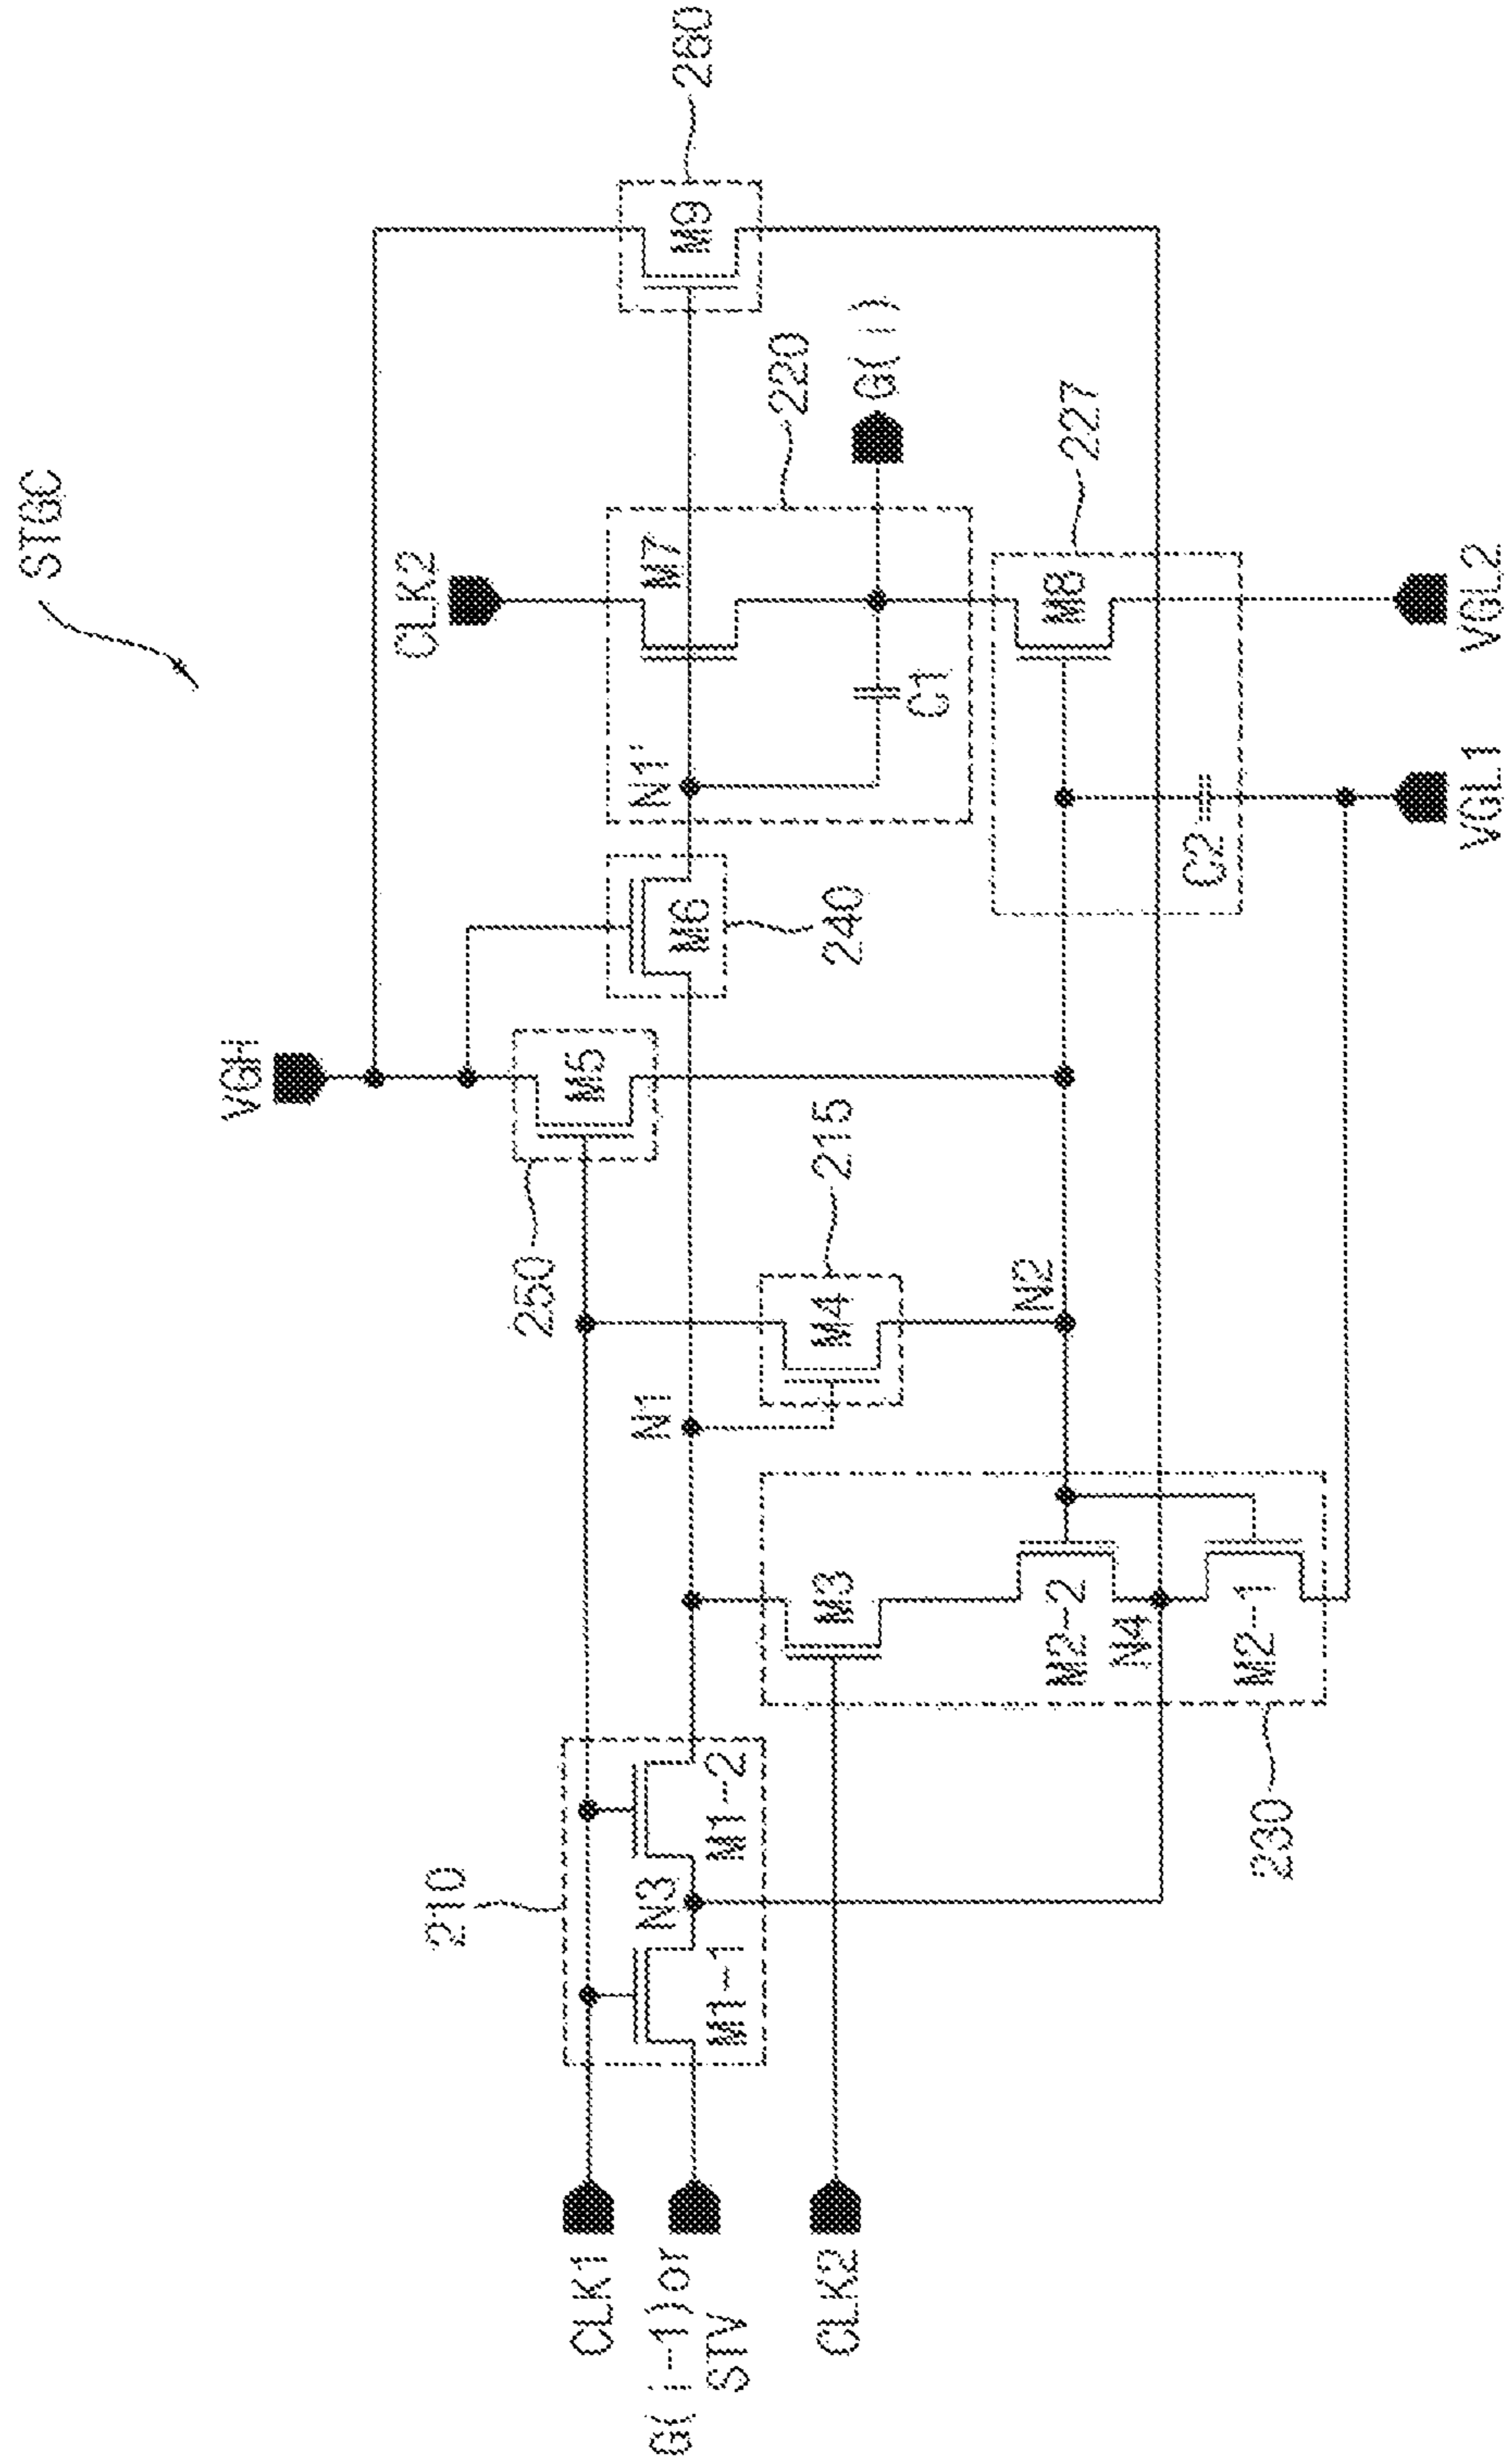 STGC
VGH
CLK2
280
M9
M7
220
G(i)
N1'
M6
240
C1
M8
227
C2
250
M5
215
M4
N1
N2
210
M1-1
N3
M1-2
M3
M2-2
N4
M2-1
230
CLK1
G(i-1)or
STV
CLK2
VGL1
VGL2